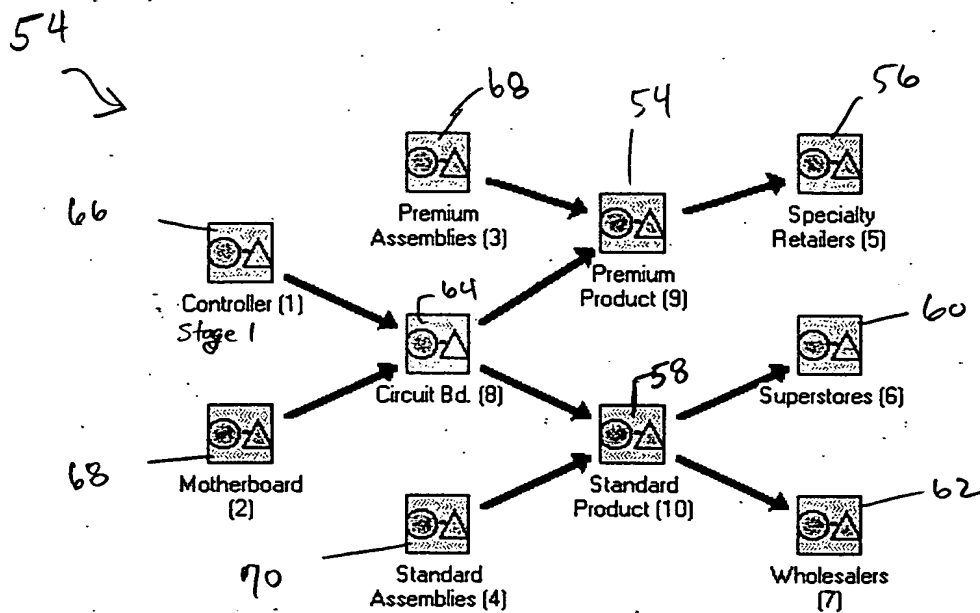 54
68
54
56
66
Premium
Assemblies (3)
Specialty
Retailers (5)
Premium
Product (9)
Controller (1)
Stage 1
64
60
58
Circuit Bd. (8)
Superstores (6)
68
Motherboard
(2)
Standard
Product (10)
62
70
Standard
Assemblies (4)
Wholesalers
(7)